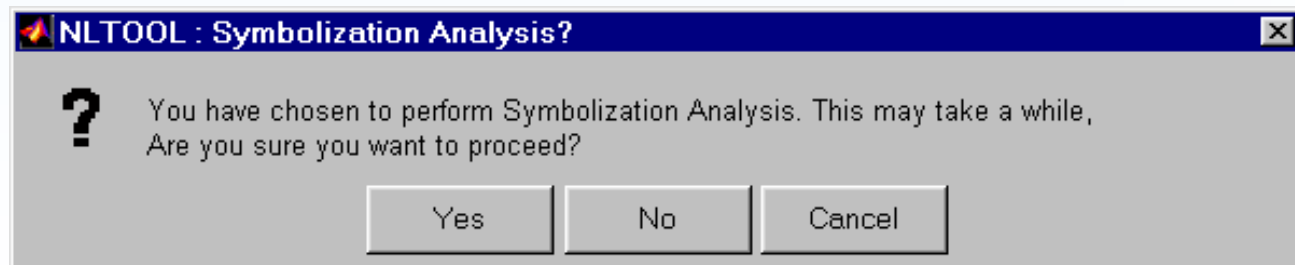 NLTOOL : Symbolization Analysis?
You have chosen to perform Symbolization Analysis. This may take a while,
Are you sure you want to proceed?
Yes No Cancel